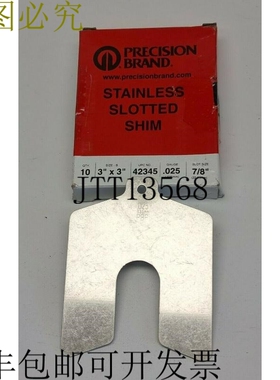 图必究
PRECISION
BRAND®
www.precisionbrand.com
STAINLESS
SLOTTED
SHIM
10 3" x 3" 42345 .025 7/8"
JTT13568
包邮可开发票